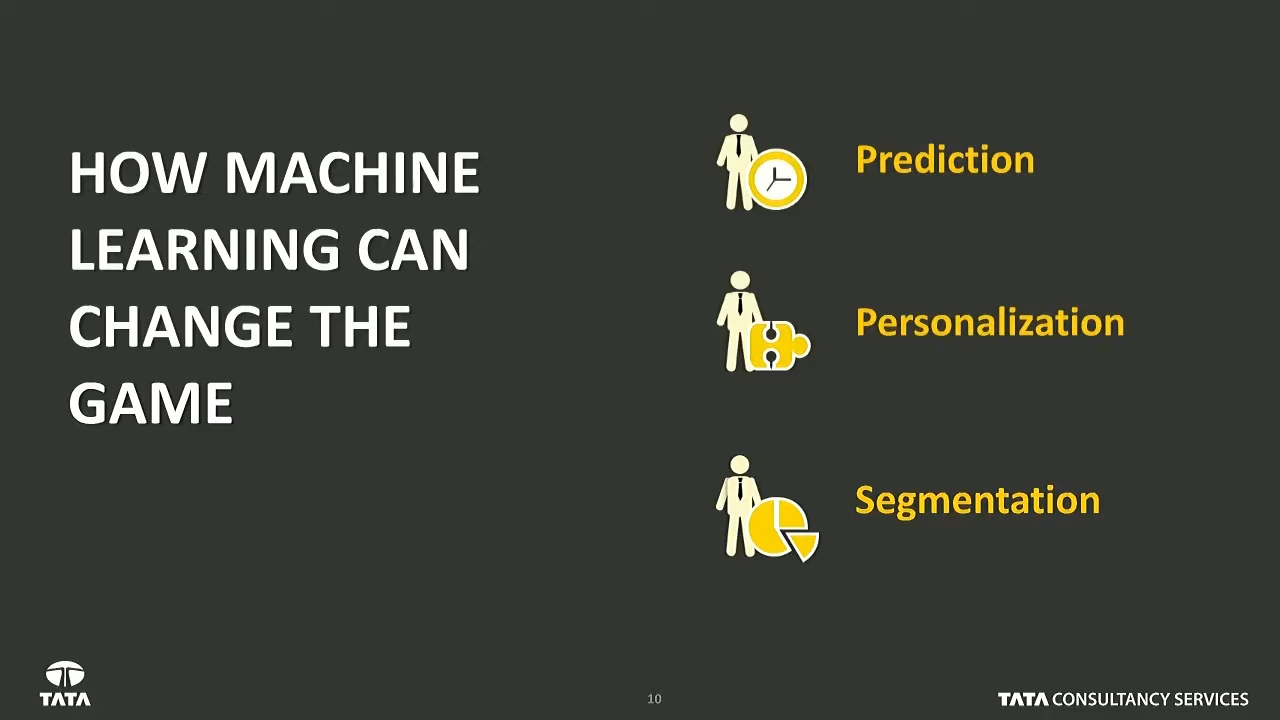 HOW MACHINE
LEARNING CAN
CHANGE THE
GAME
Prediction
Personalization
Segmentation
TATA
10
TATA CONSULTANCY SERVICES